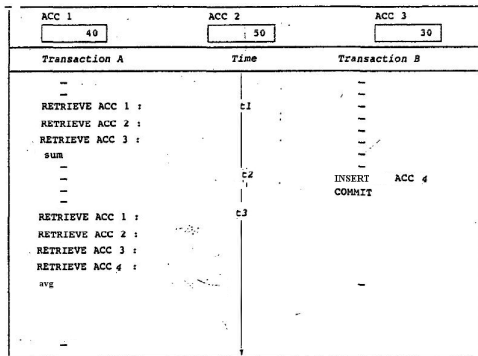 ACC 1 ACC 2 ACC 3
40 50 30
Transaction A Time Transaction B
RETRIEVE ACC 1 : t1
RETRIEVE ACC 2 :
RETRIEVE ACC 3 :
sum
t2 INSERT ACC 4
COMMIT
RETRIEVE ACC 1 : t3
RETRIEVE ACC 2 :
RETRIEVE ACC 3 :
RETRIEVE ACC 4 :
avg